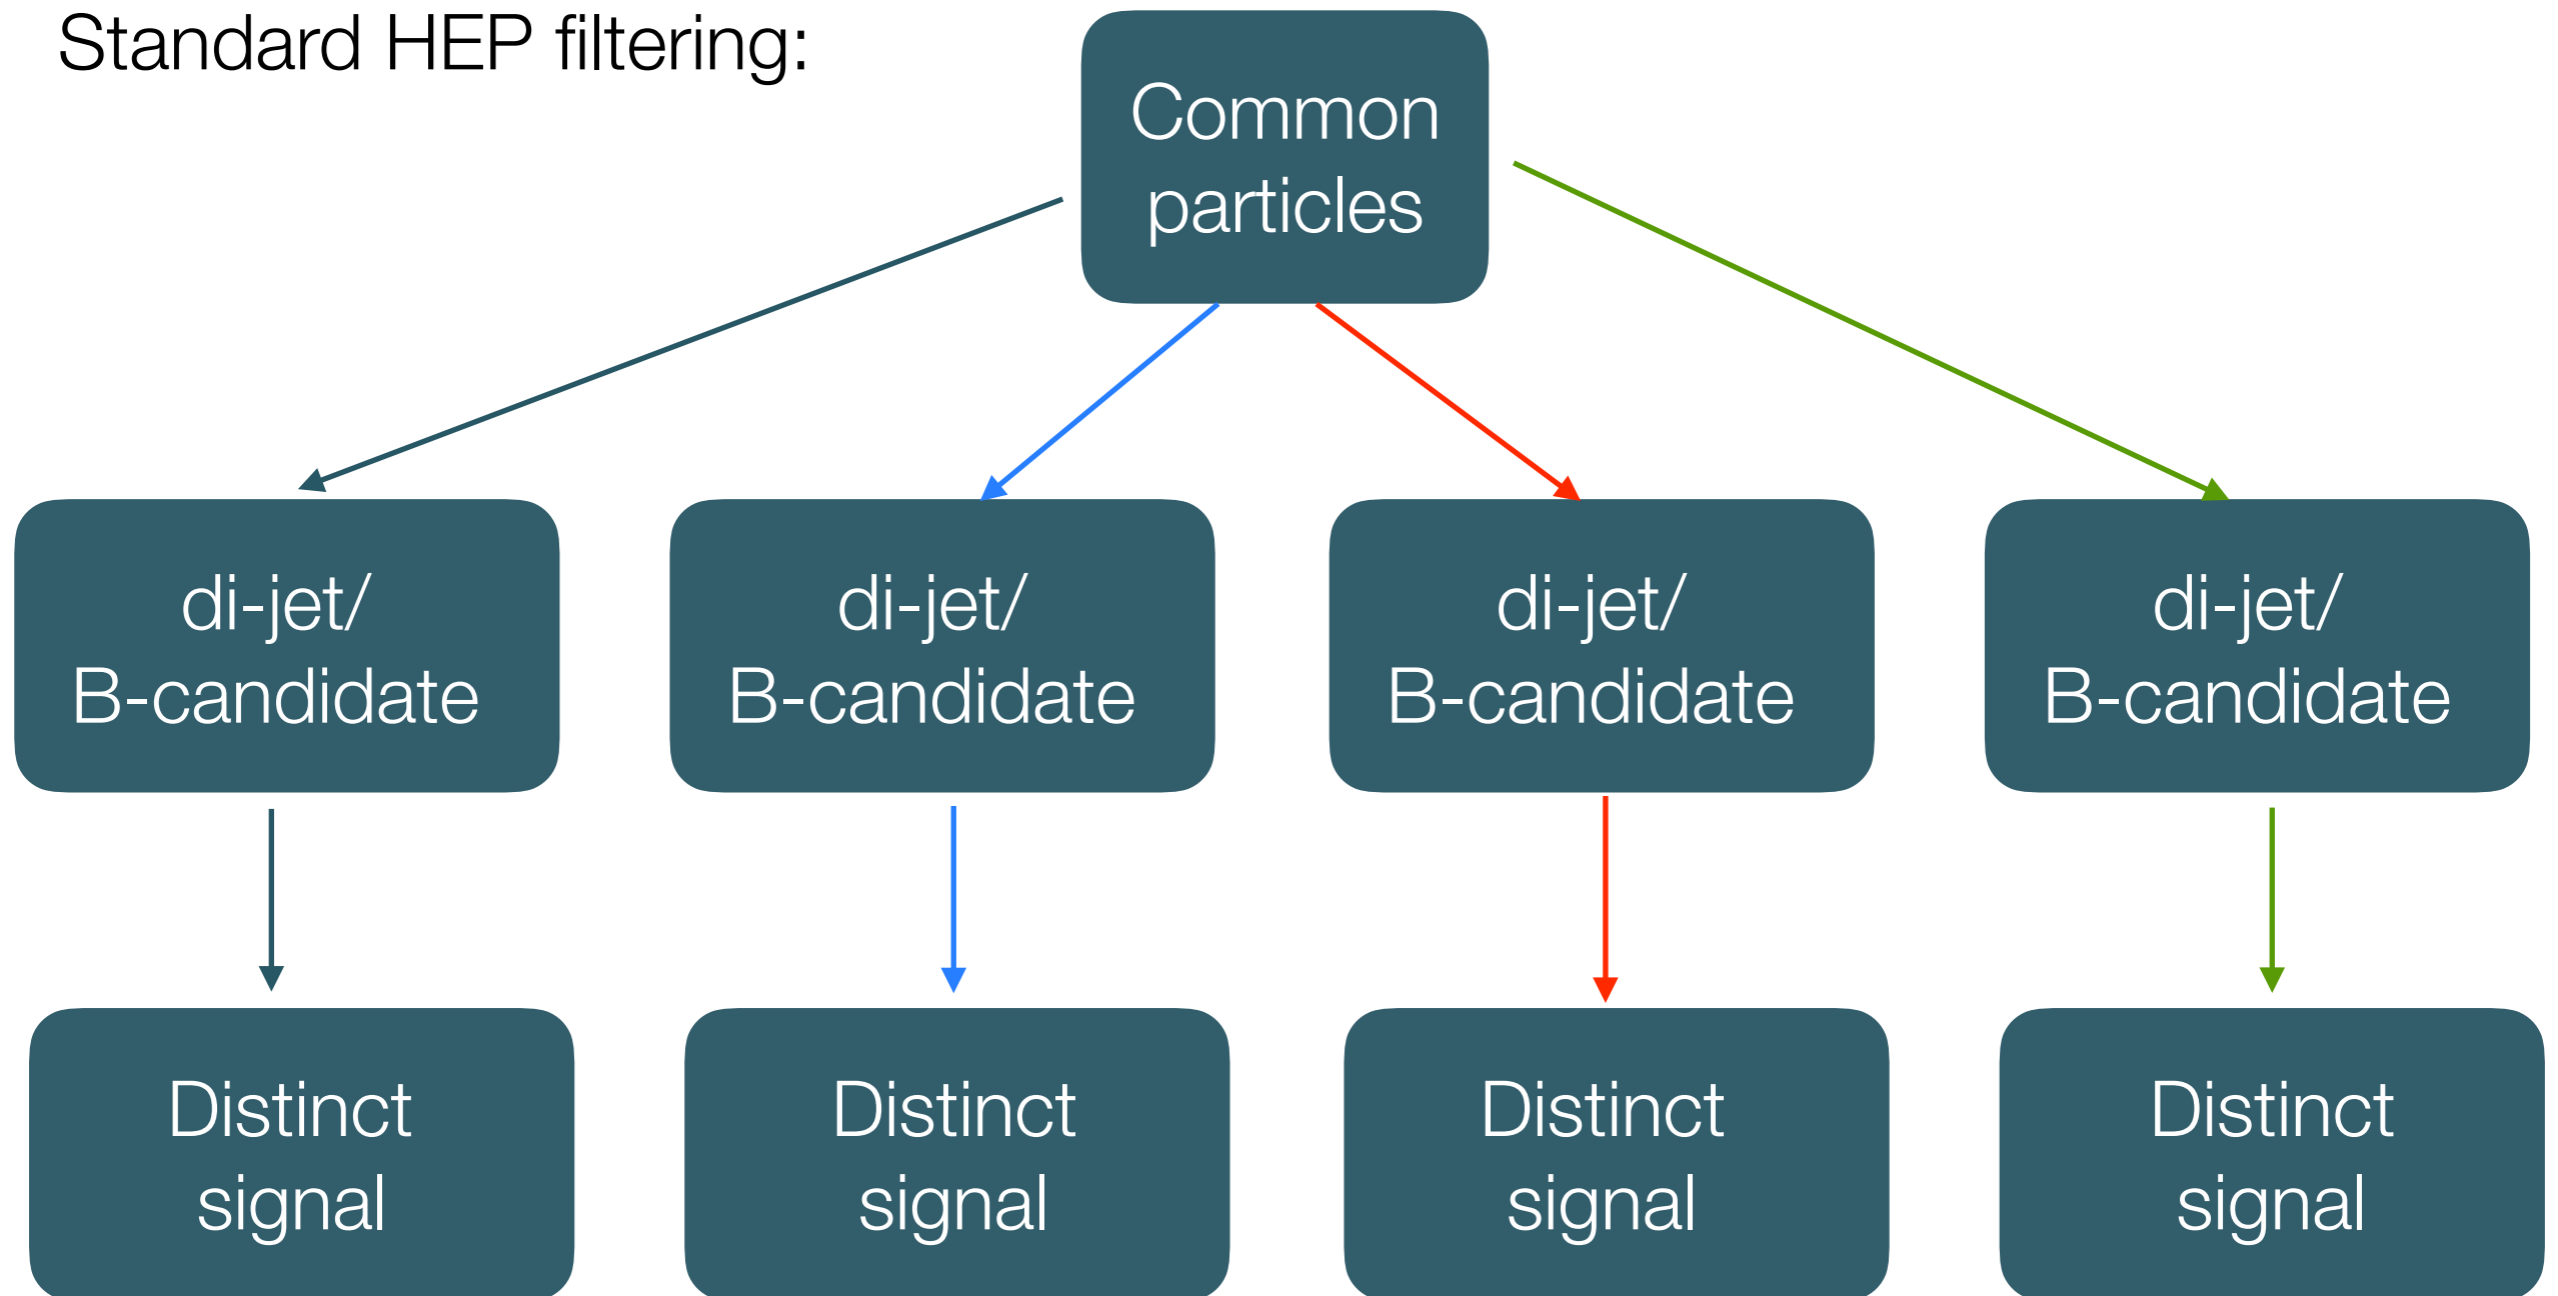 Standard HEP filtering:
Common
particles
di-jet/
B-candidate
di-jet/
B-candidate
di-jet/
B-candidate
di-jet/
B-candidate
Distinct
signal
Distinct
signal
Distinct
signal
Distinct
signal